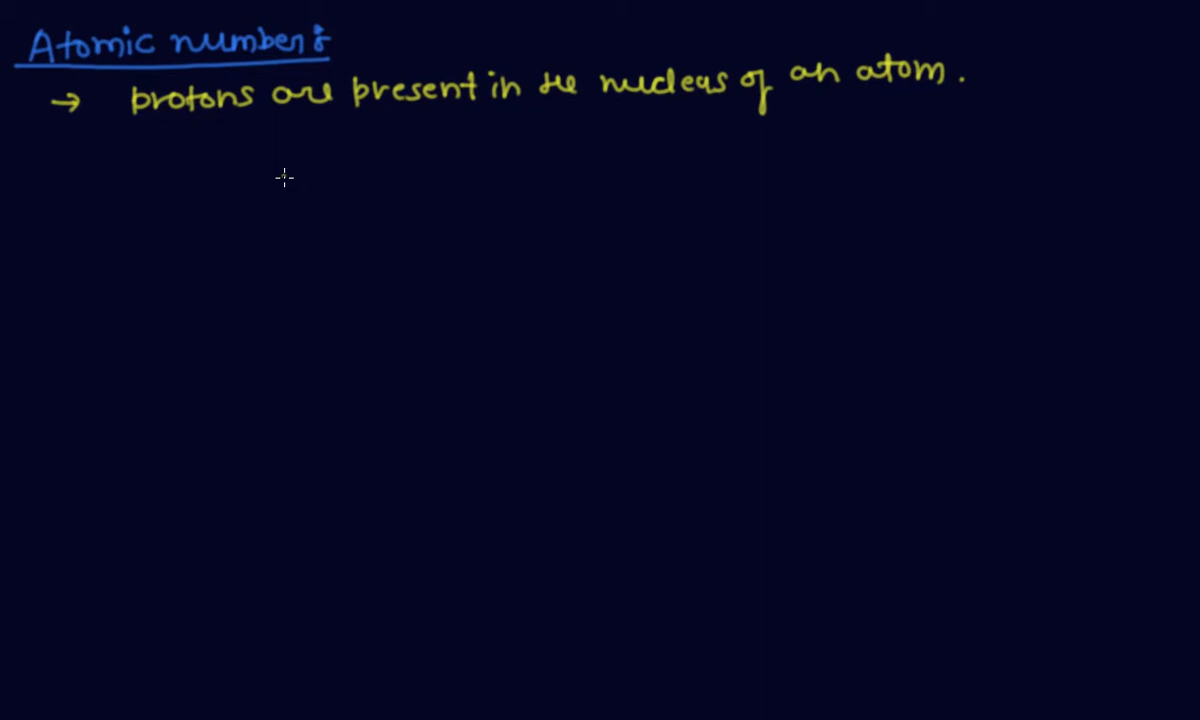 Atomic number :
→ protons are present in the nucleus of an atom.